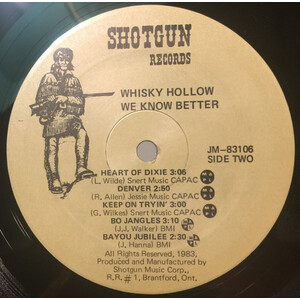 SHOTGUN
RECORDS
WHISKY HOLLOW
WE KNOW BETTER
JM-83106
SIDE TWO
HEART OF DIXIE 3:06
(L. Wilde) Snert Music CAPAC
DENVER 2:50
(R. Allen) Jessie Music CAPAC
KEEP ON TRYIN' 3:00
(G. Wilkes) Snert Music CAPAC
BO JANGLES 3:10
(J.J. Walker) BMI
BAYOU JUBILEE 2:30
(J. Hanna) BMI
All Rights Reserved, 1983.
Produced and Manufactured by
Shotgun Music Corp.,
R.R. # 1, Brantford, Ont.